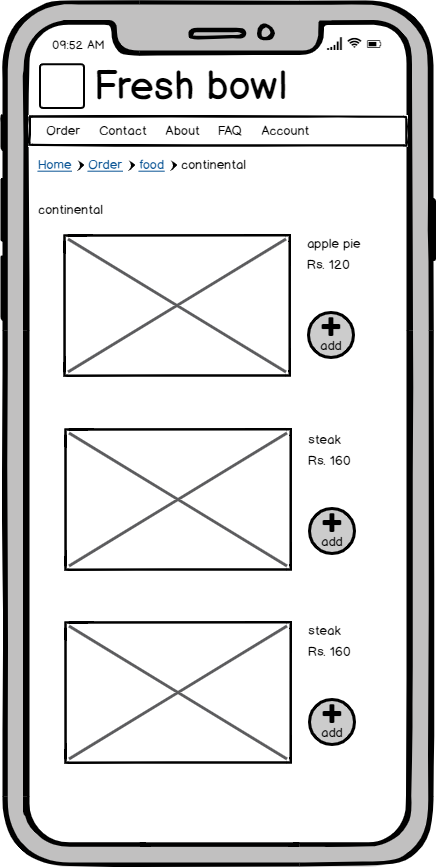 09:52 AM
Fresh bowl
Order Contact About FAQ Account
Home Order food continental
continental
apple pie
Rs. 120
add
steak
Rs. 160
add
steak
Rs. 160
add